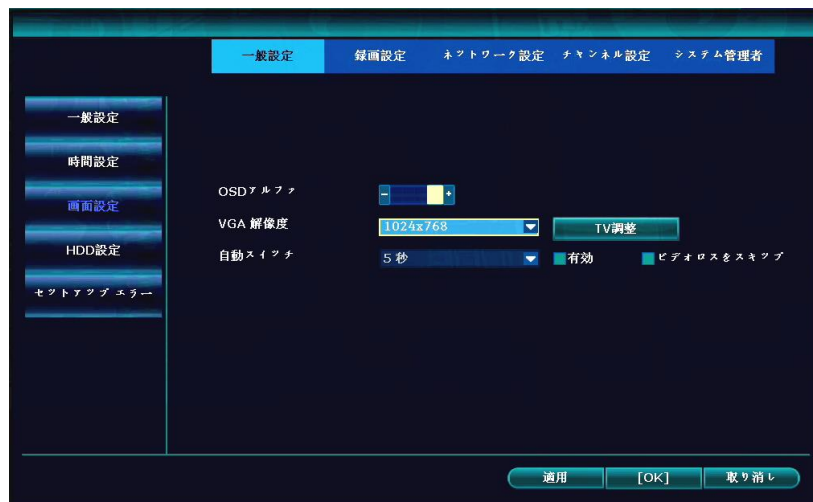 一般設定 録画設定 ネットワーク設定 チャンネル設定 システム管理者
一般設定
時間設定
画面設定
HDD設定
セットアップ エラー
OSDアルファ - +
VGA 解像度 1024x768 TV調整
自動スイッチ 5 秒 有効 ビデオロスをスキップ
適用 [OK] 取り消し